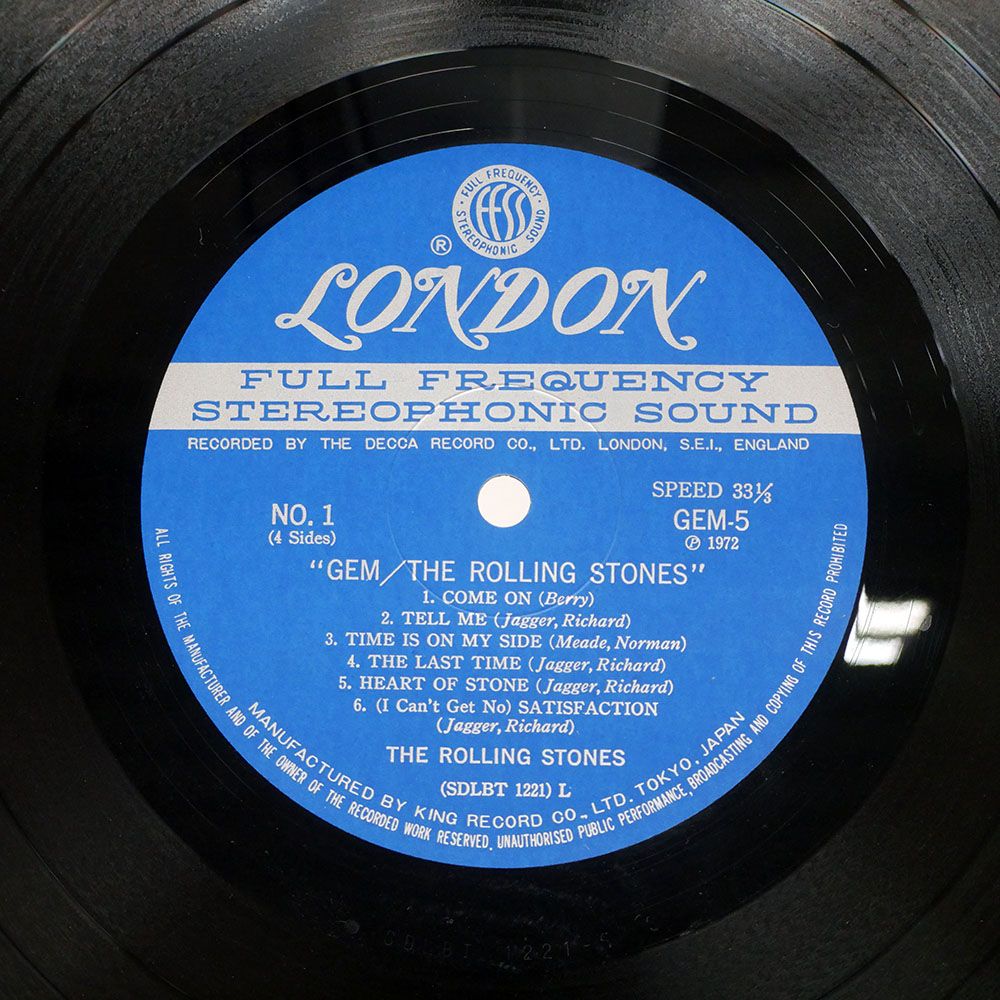 FULL FREQUENCY
STEREOPHONIC SOUND
FFSS
®
LONDON
FULL FREQUENCY
STEREOPHONIC SOUND
RECORDED BY THE DECCA RECORD CO., LTD. LONDON, S.E.I., ENGLAND
NO. 1
(4 Sides)
SPEED 33⅓
GEM-5
Ⓟ 1972
"GEM/THE ROLLING STONES"
1. COME ON (Berry)
2. TELL ME (Jagger, Richard)
3. TIME IS ON MY SIDE (Meade, Norman)
4. THE LAST TIME (Jagger, Richard)
5. HEART OF STONE (Jagger, Richard)
6. (I Can't Get No) SATISFACTION
(Jagger, Richard)
THE ROLLING STONES
(SDLBT 1221) L
MANUFACTURED BY KING RECORD CO., LTD. TOKYO, JAPAN
ALL RIGHTS OF THE MANUFACTURER AND OF THE OWNER OF THE RECORDED WORK RESERVED. UNAUTHORISED PUBLIC PERFORMANCE, BROADCASTING AND COPYING OF THIS RECORD PROHIBITED